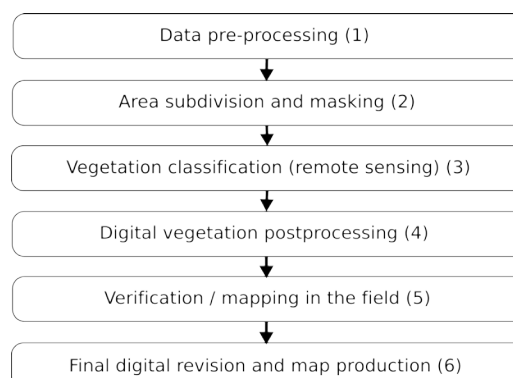 Data pre-processing (1)
Area subdivision and masking (2)
Vegetation classification (remote sensing) (3)
Digital vegetation postprocessing (4)
Verification / mapping in the field (5)
Final digital revision and map production (6)